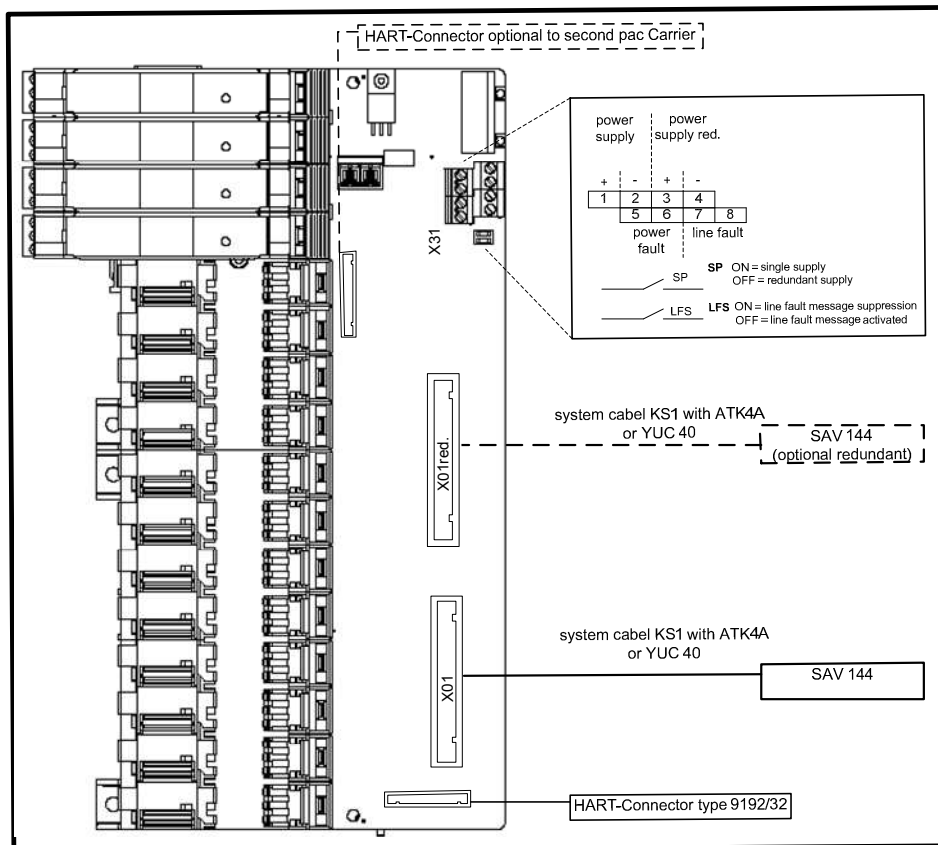 HART-Connector optional to second pac Carrier
power power
supply supply red.
+ - + -
1 2 3 4
5 6 7 8
power line fault
fault
SP SP ON = single supply
OFF = redundant supply
LFS LFS ON = line fault message suppression
OFF = line fault message activated
X31
system cabel KS1 with ATK4A
or YUC 40
SAV 144
(optional redundant)
X01red.
system cabel KS1 with ATK4A
or YUC 40
SAV 144
X01
HART-Connector type 9192/32